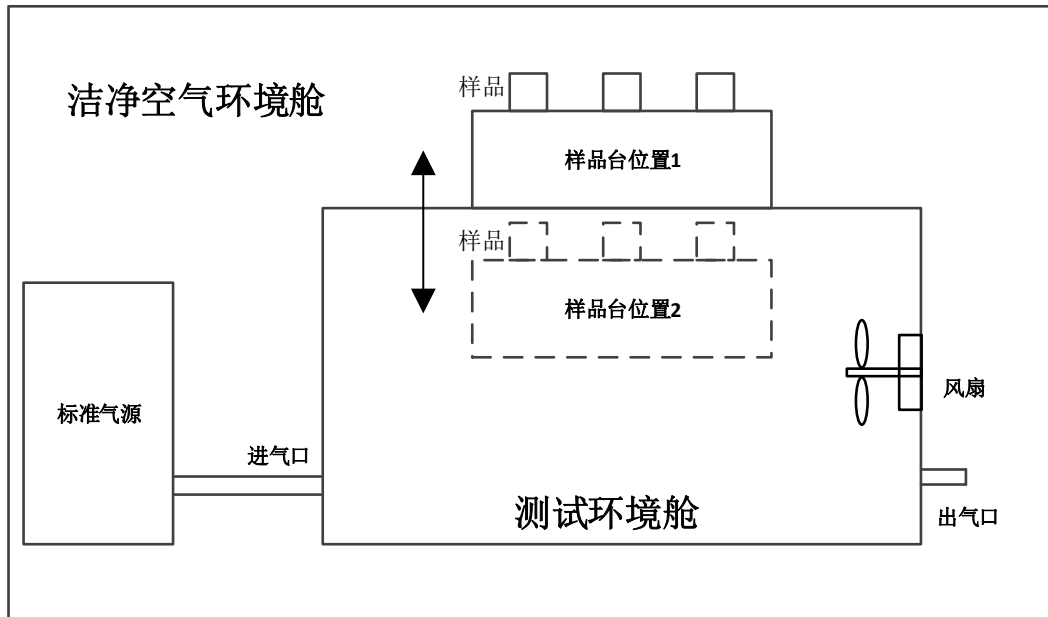 洁净空气环境舱
样品
样品台位置1
样品
样品台位置2
标准气源
进气口
风扇
测试环境舱
出气口